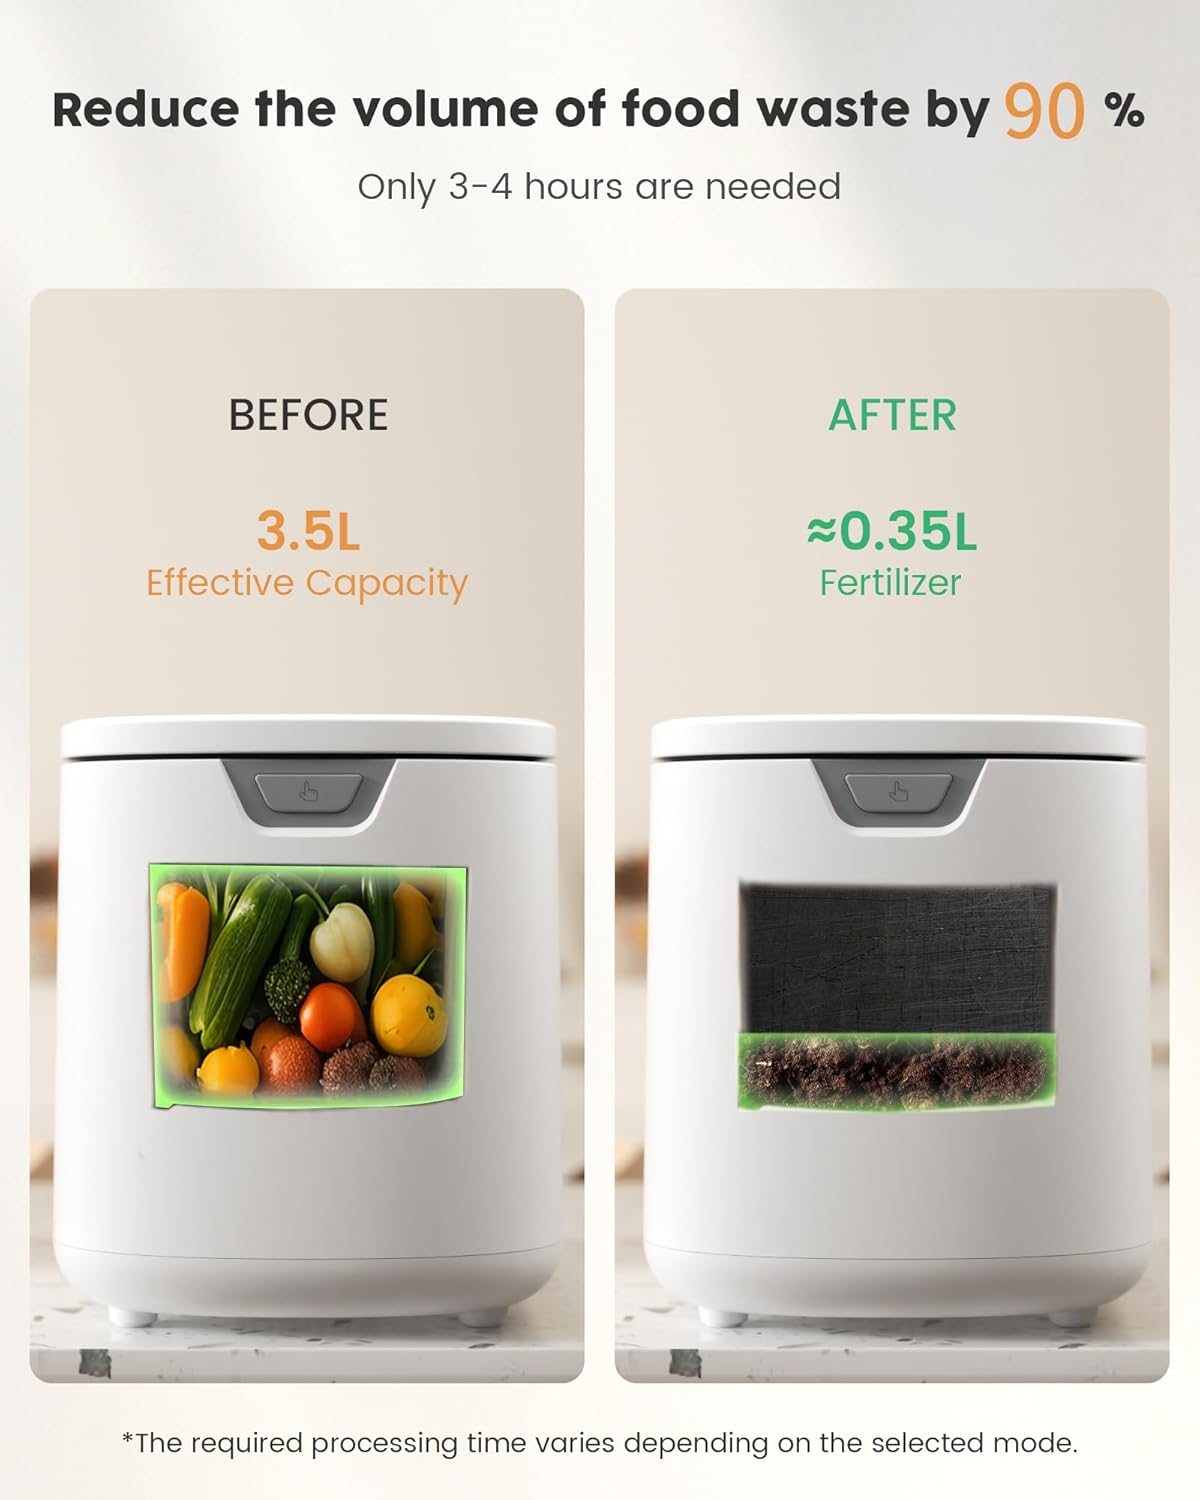 Reduce the volume of food waste by 90 %
Only 3-4 hours are needed
BEFORE
3.5L
Effective Capacity
AFTER
≈0.35L
Fertilizer
*The required processing time varies depending on the selected mode.